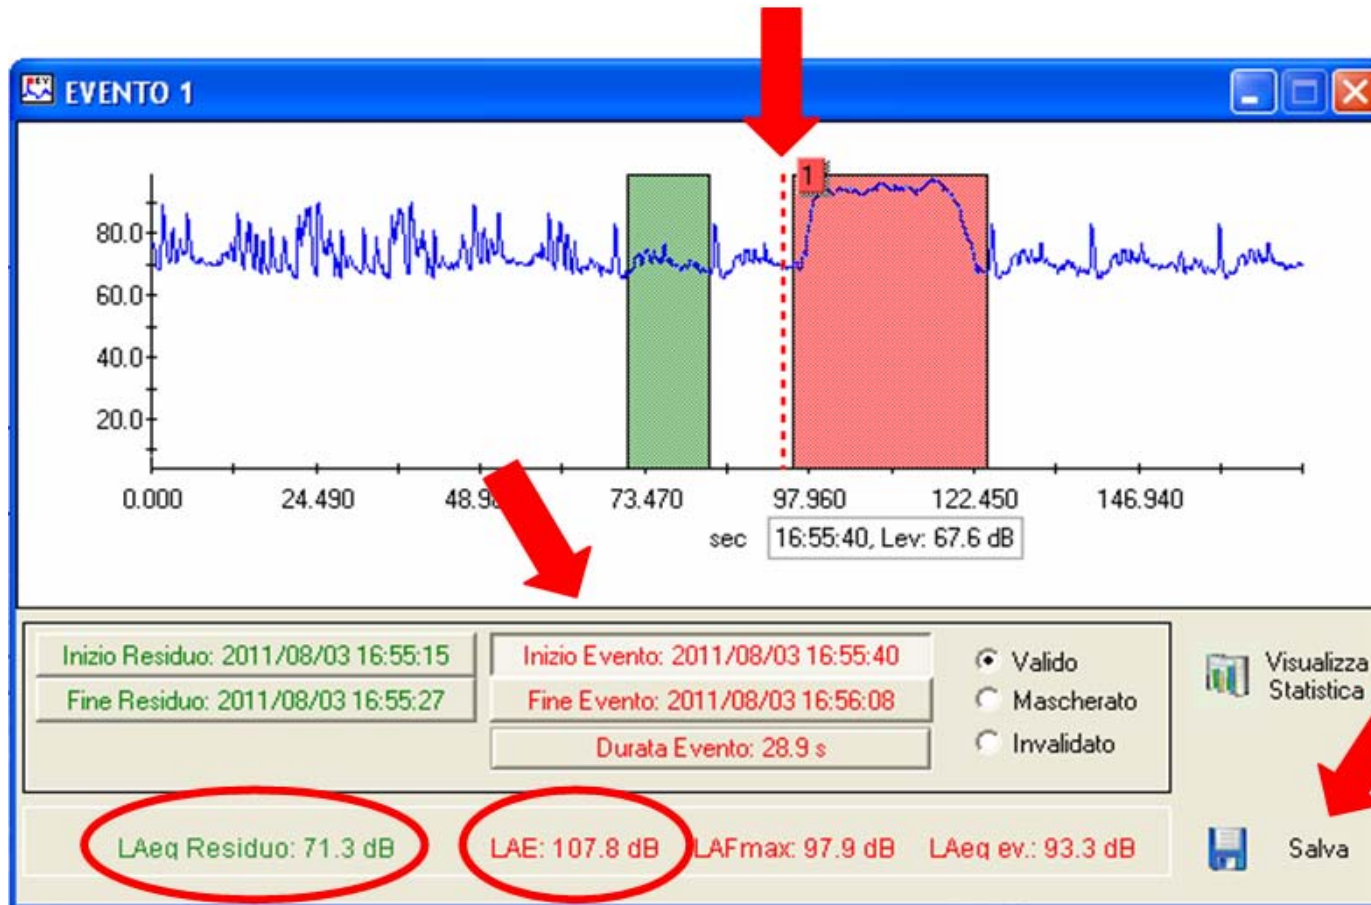 EVENTO 1
1
80.0
60.0
40.0
20.0
0.000 24.490 73.470 97.960 122.450 146.940
sec 16:55:40, Lev: 67.6 dB
Inizio Residuo: 2011/08/03 16:55:15 Inizio Evento: 2011/08/03 16:55:40 Valido
Fine Residuo: 2011/08/03 16:55:27 Fine Evento: 2011/08/03 16:56:08 Mascherato
Durata Evento: 28.9 s Invalidato
Visualizza
Statistica
LAeq Residuo: 71.3 dB LAE: 107.8 dB LAFmax: 97.9 dB LAeq ev.: 93.3 dB Salva